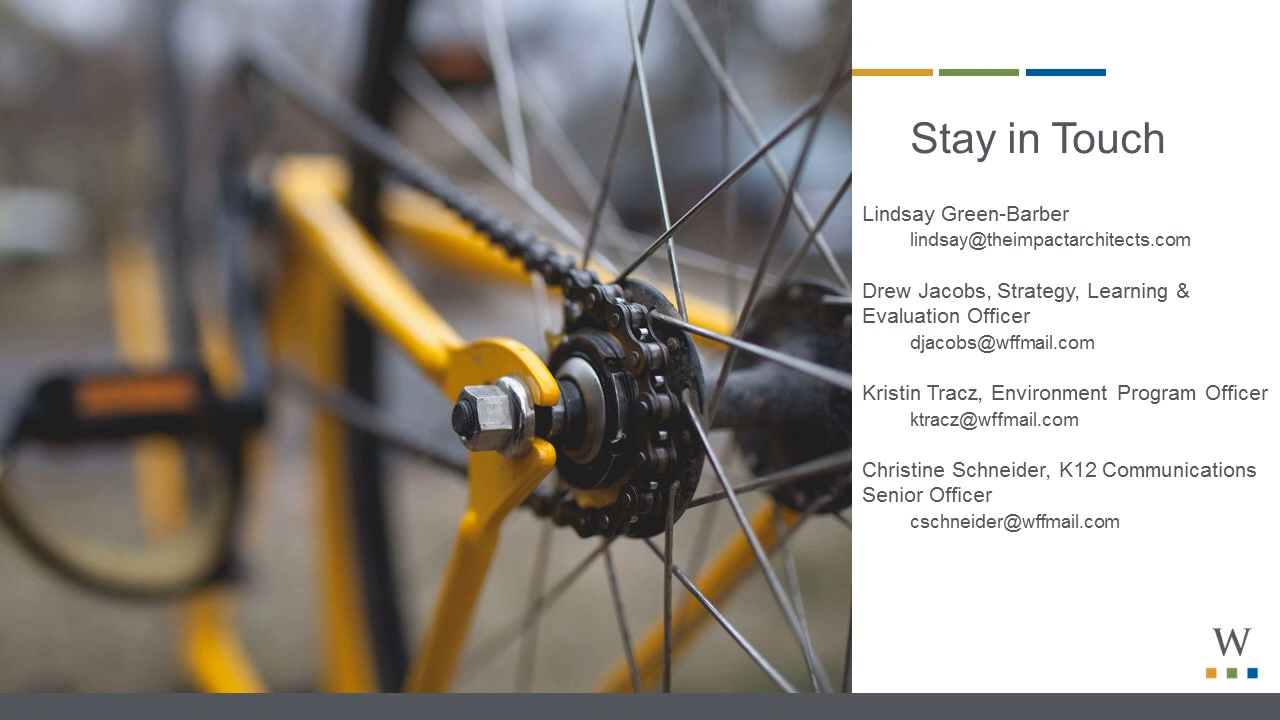 Stay in Touch
Lindsay Green-Barber
lindsay@theimpactarchitects.com
Drew Jacobs, Strategy, Learning &
Evaluation Officer
djacobs@wffmail.com
Kristin Tracz, Environment Program Officer
ktracz@wffmail.com
Christine Schneider, K12 Communications
Senior Officer
cschneider@wffmail.com
W